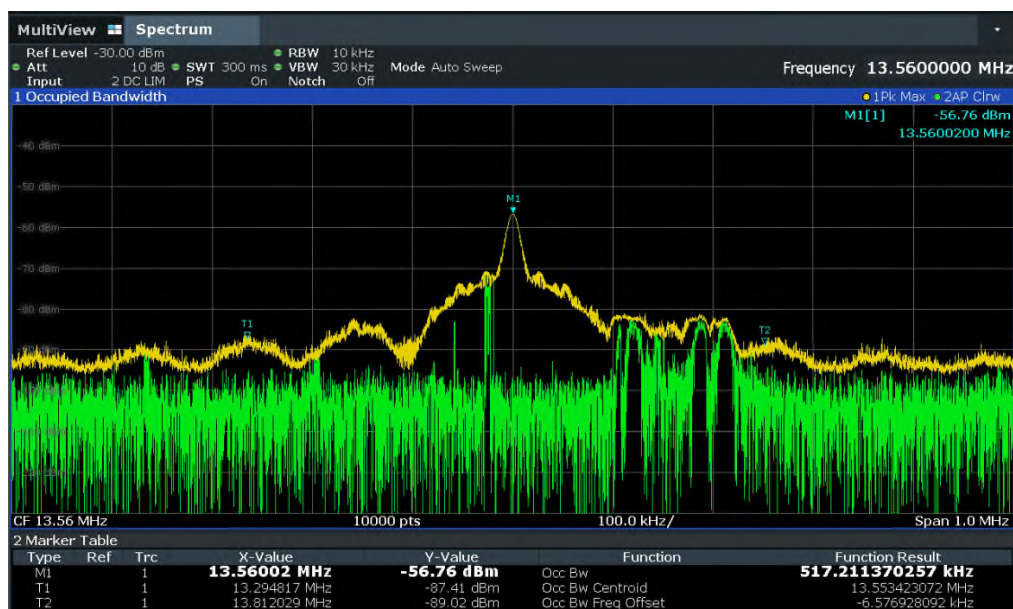 MultiView Spectrum
Ref Level -30.00 dBm RBW 10 kHz
Att 10 dB SWT 300 ms VBW 30 kHz Mode Auto Sweep Frequency 13.5600000 MHz
Input 2 DC LIM PS On Notch Off
1 Occupied Bandwidth 1Pk Max 2AP Clrw
M1[1] -56.76 dBm
13.5600200 MHz
-40 dBm
-50 dBm
M1
-60 dBm
-70 dBm
-80 dBm
T1
T2
CF 13.56 MHz 10000 pts 100.0 kHz/ Span 1.0 MHz
2 Marker Table
Type Ref Trc X-Value Y-Value Function Function Result
M1 1 13.56002 MHz -56.76 dBm Occ Bw 517.211370257 kHz
T1 1 13.294817 MHz -87.41 dBm Occ Bw Centroid 13.553423072 MHz
T2 1 13.812029 MHz -89.02 dBm Occ Bw Freq Offset -6.576928092 kHz